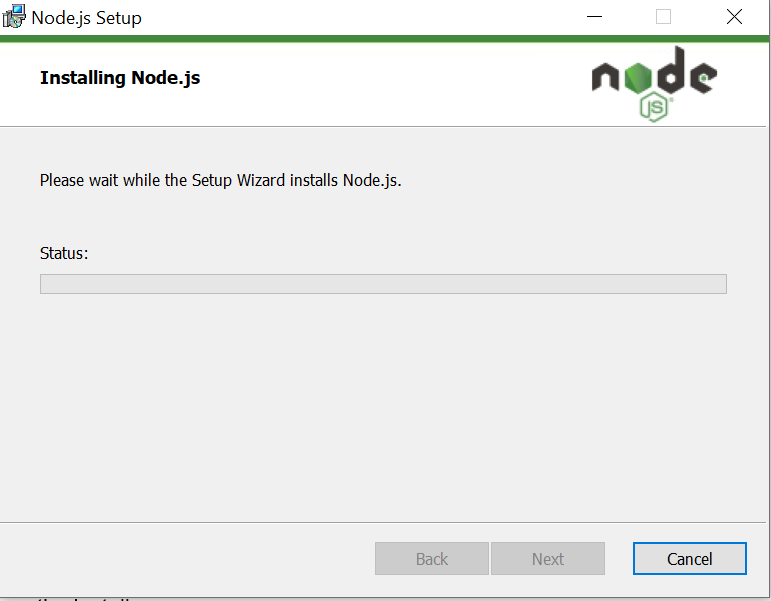 Node.js Setup
Installing Node.js
node
JS
Please wait while the Setup Wizard installs Node.js.
Status:
Back
Next
Cancel